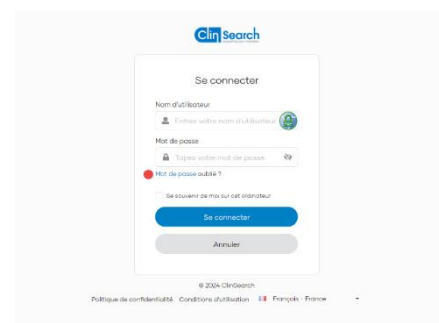 Clin Search
Se connecter
Nom d'utilisateur
Entrez votre nom d'utilisateur
Mot de passe
Tapez votre mot de passe
Mot de passe oublié ?
Se souvenir de moi sur cet ordinateur
Se connecter
Annuler
© 2024 ClinSearch
Politique de confidentialité Conditions d'utilisation Français - France